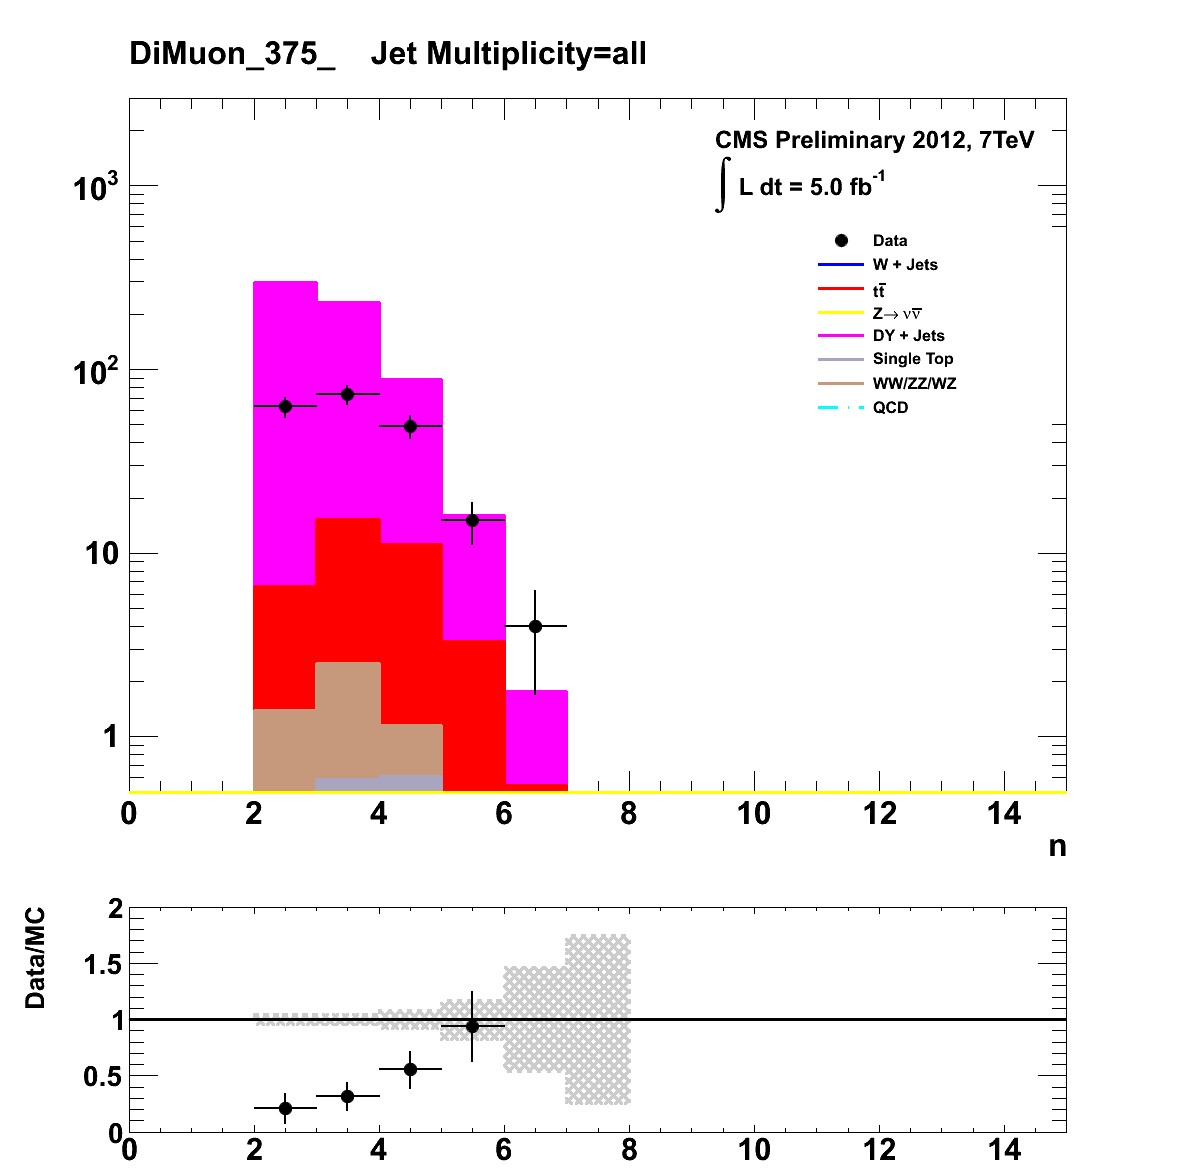 DiMuon_375_ Jet Multiplicity=all
CMS Preliminary 2012, 7TeV
∫ L dt = 5.0 fb⁻¹
Data
W + Jets
tt̅
Z→ νν̅
DY + Jets
Single Top
WW/ZZ/WZ
QCD
10³
10²
10
1
0 2 4 6 8 10 12 14
n
Data/MC
2
1.5
1
0.5
0
0 2 4 6 8 10 12 14